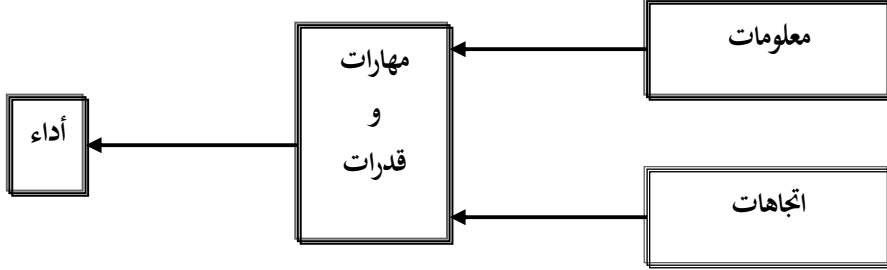 معلومات
اتجاهات
مهارات
و
قدرات
أداء